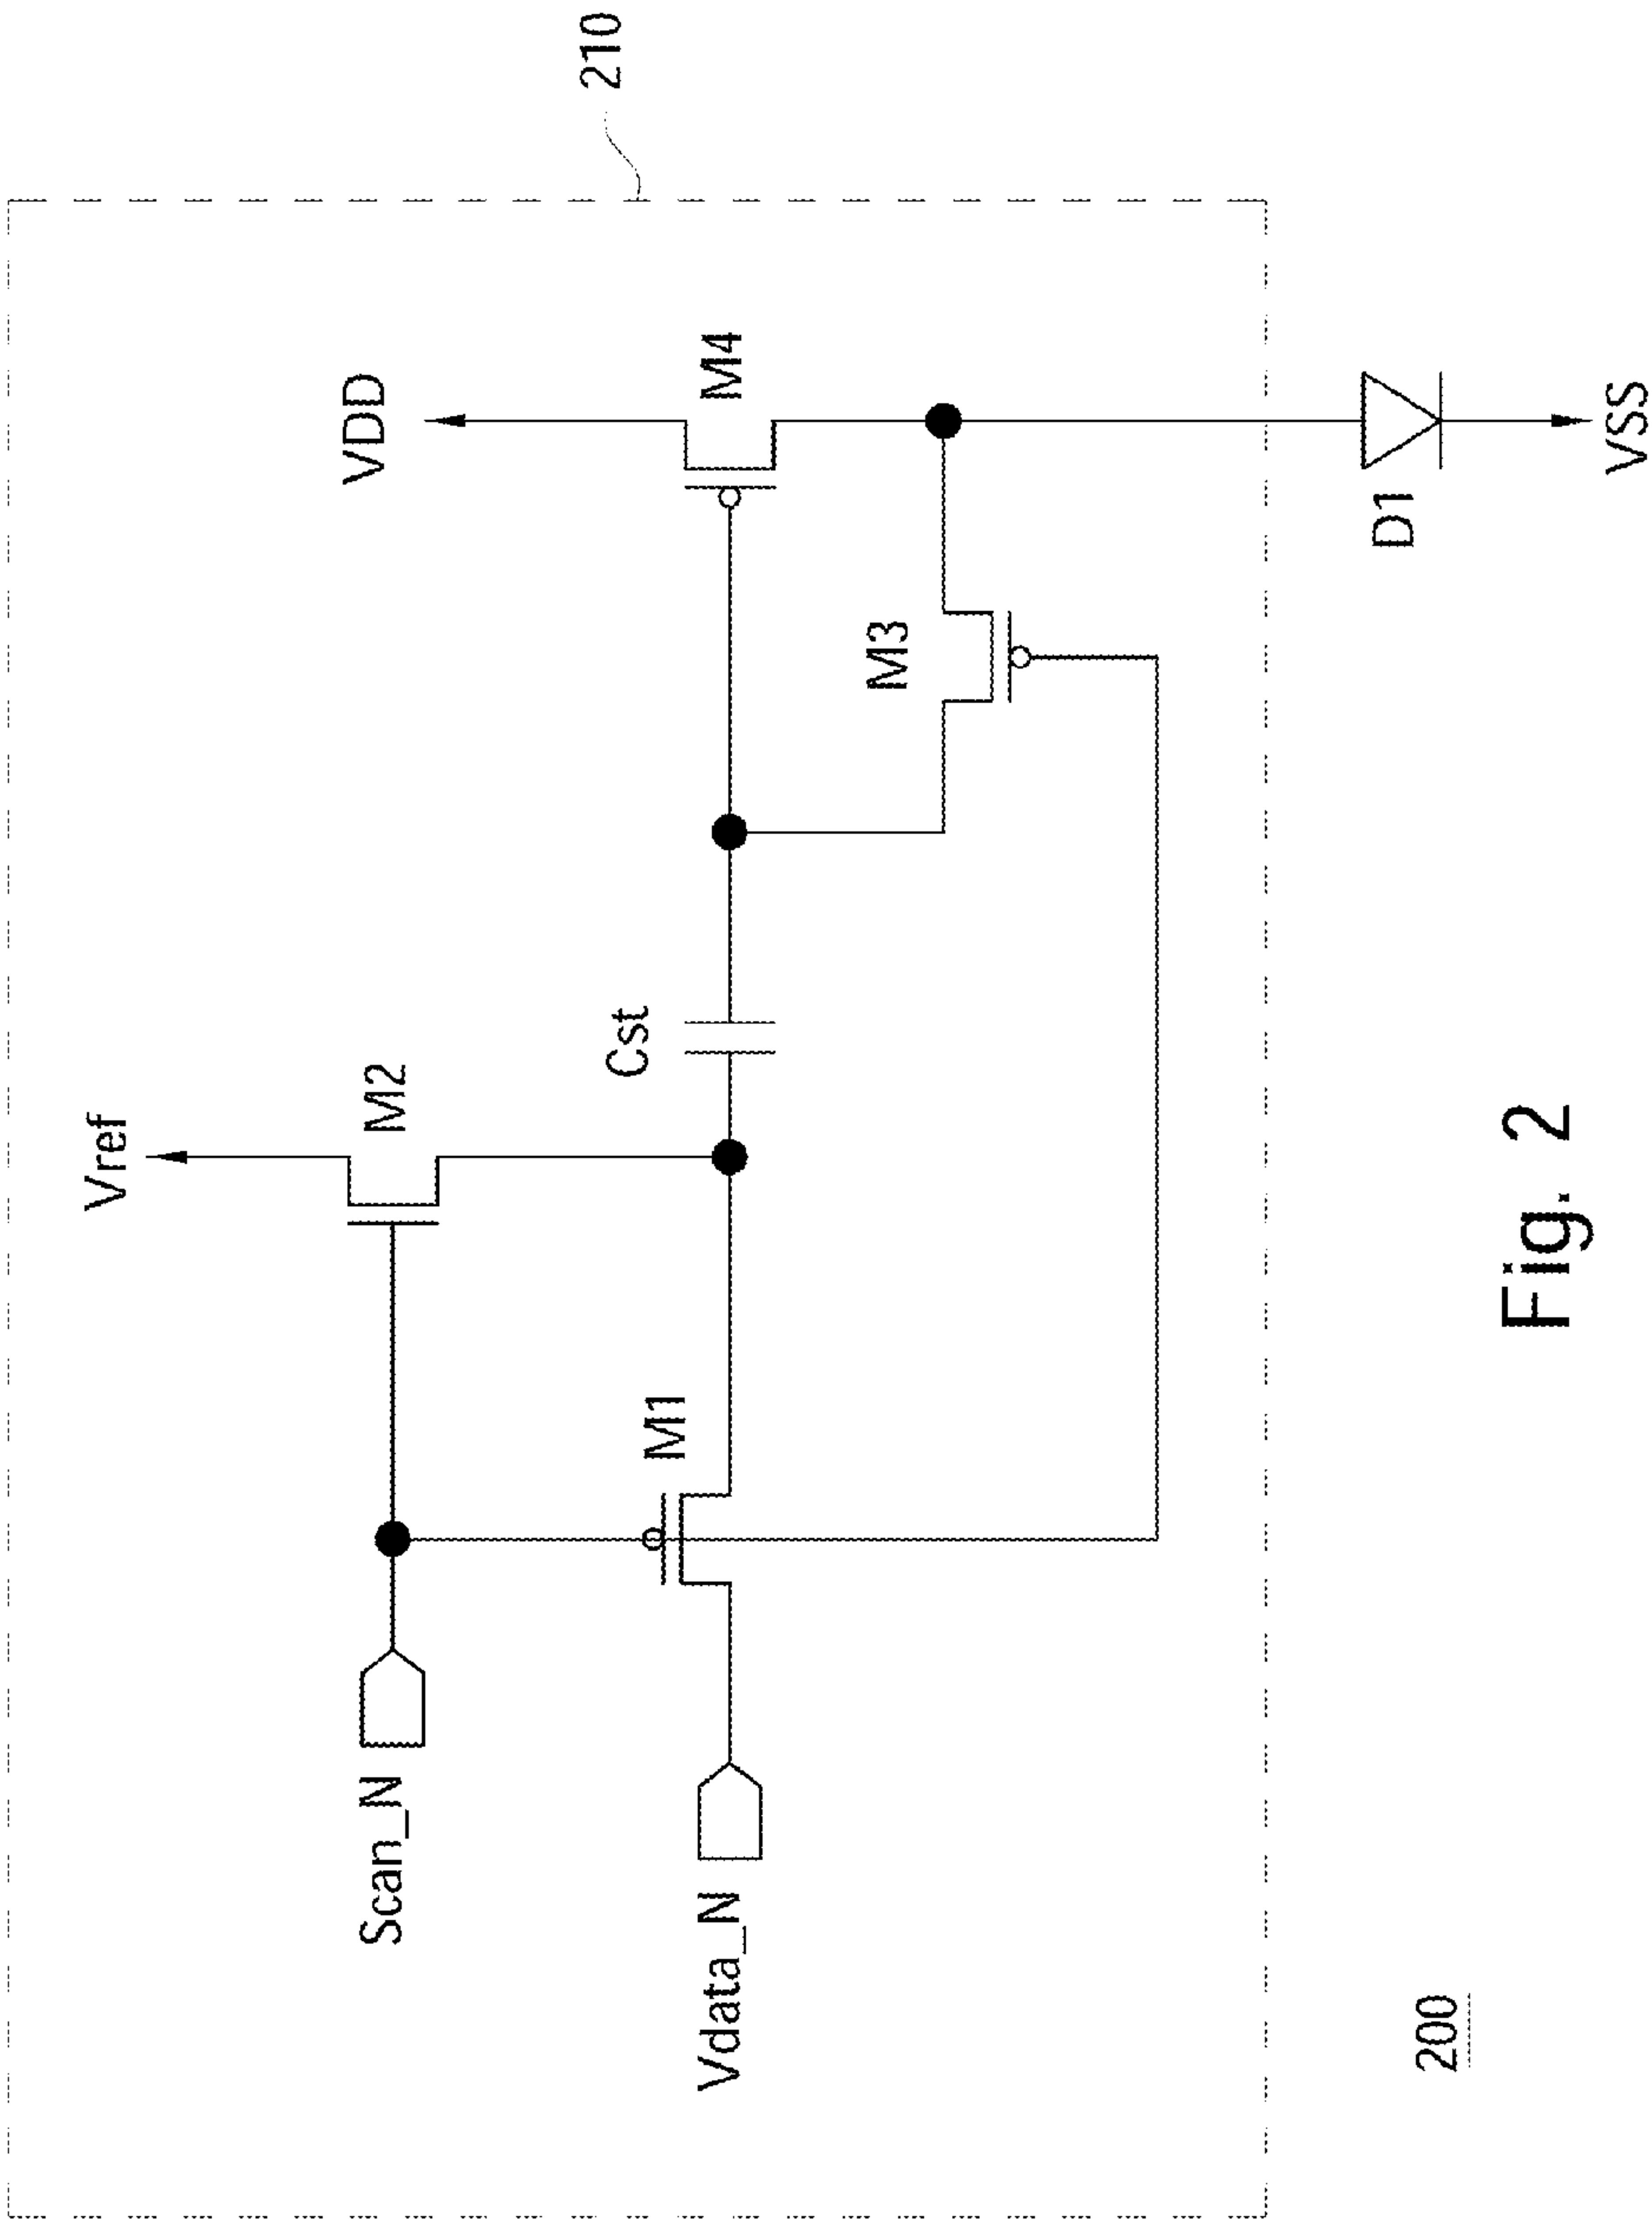 210
Vref
VDD
M2
M4
Scan_N
Cst
M1
Vdata_N
M3
D1
VSS
200
Fig. 2